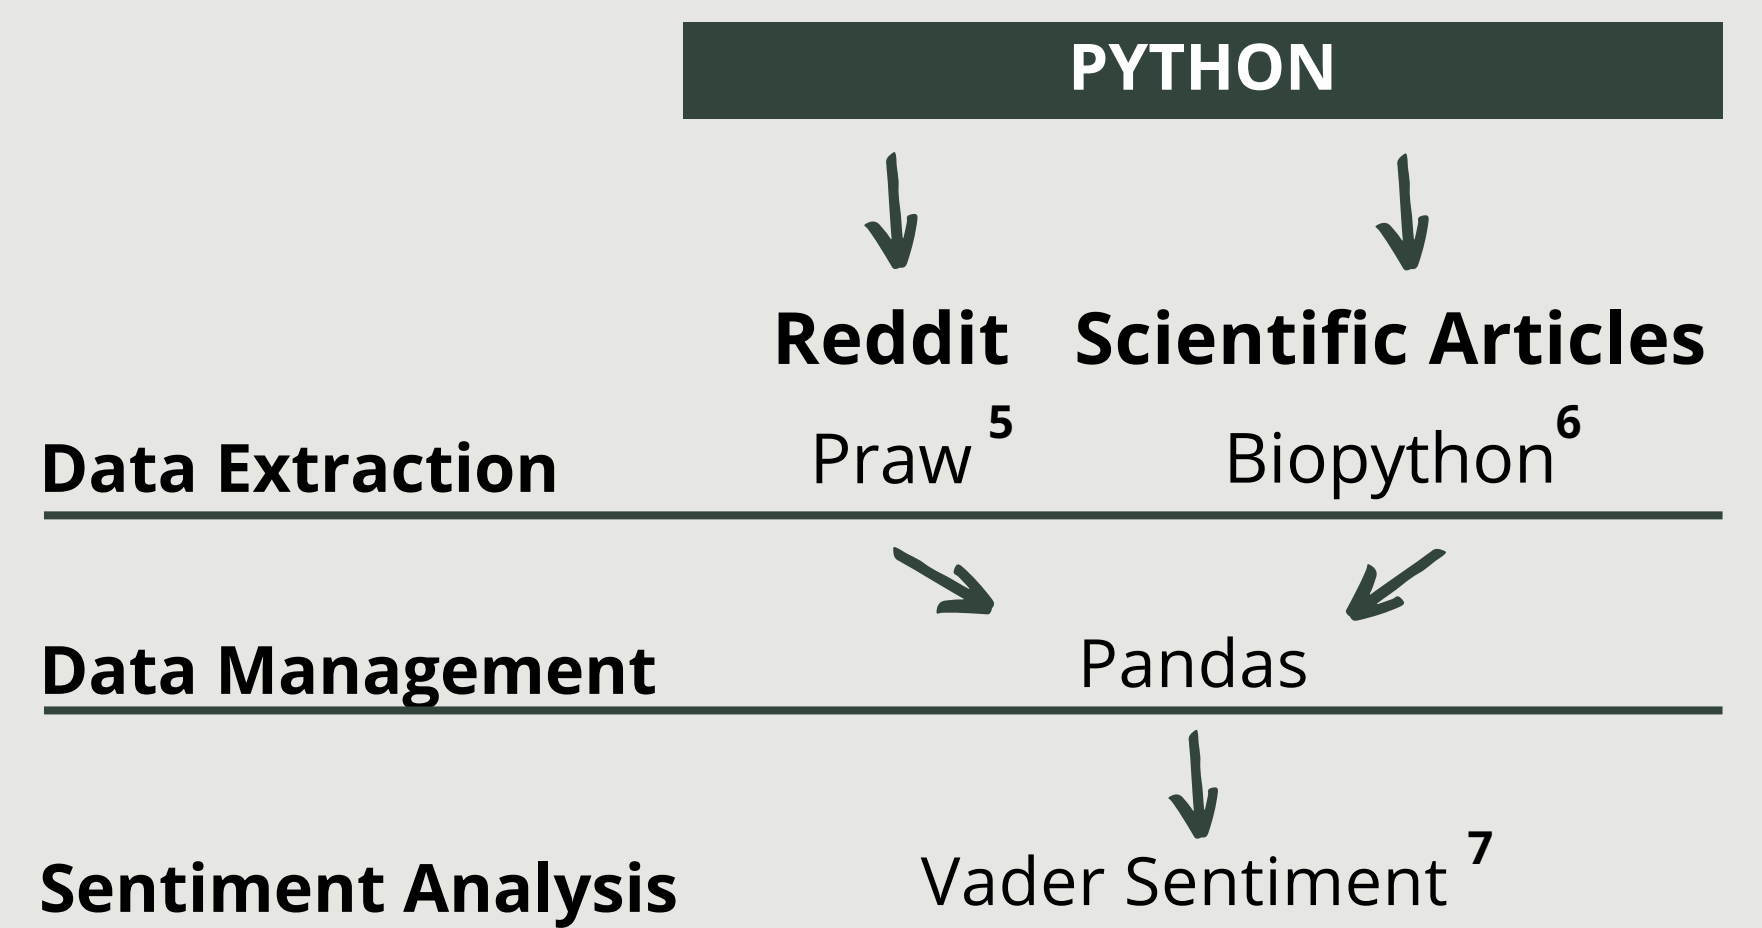 PYTHON
Reddit Scientific Articles
Data Extraction Praw 5 Biopython6
Data Management Pandas
Sentiment Analysis Vader Sentiment 7